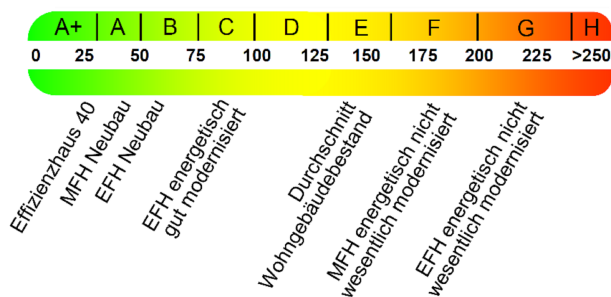 A+ A B C D E F G H
0 25 50 75 100 125 150 175 200 225 >250
Effizienzhaus 40
MFH Neubau
EFH Neubau
EFH energetisch
gut modernisiert
Durchschnitt
Wohngebäudebestand
MFH energetisch nicht
wesentlich modernisiert
EFH energetisch nicht
wesentlich modernisiert